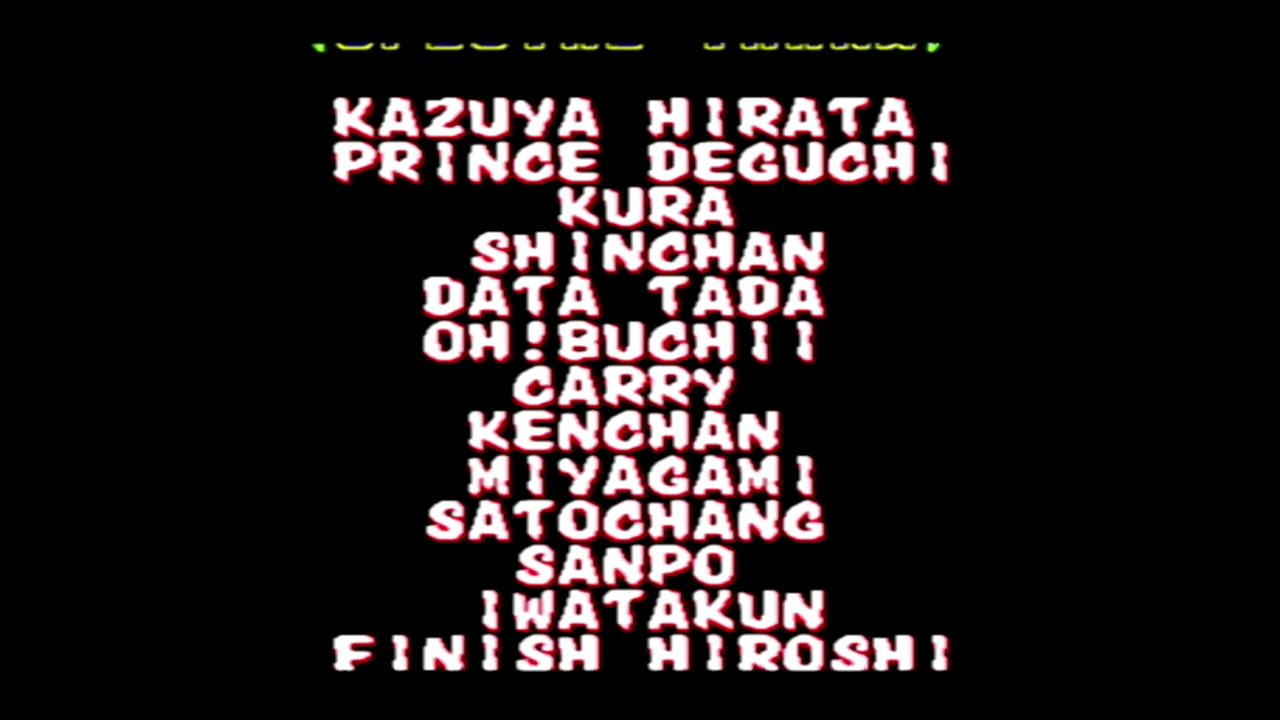 KAZUYA HIRATA
PRINCE DEGUCHI
KURA
SHINCHAN
DATA TADA
OH!BUCHII
CARRY
KENCHAN
MIYAGAMI
SATOCHANG
SANPO
IWATAKUN
FINISH HIROSHI